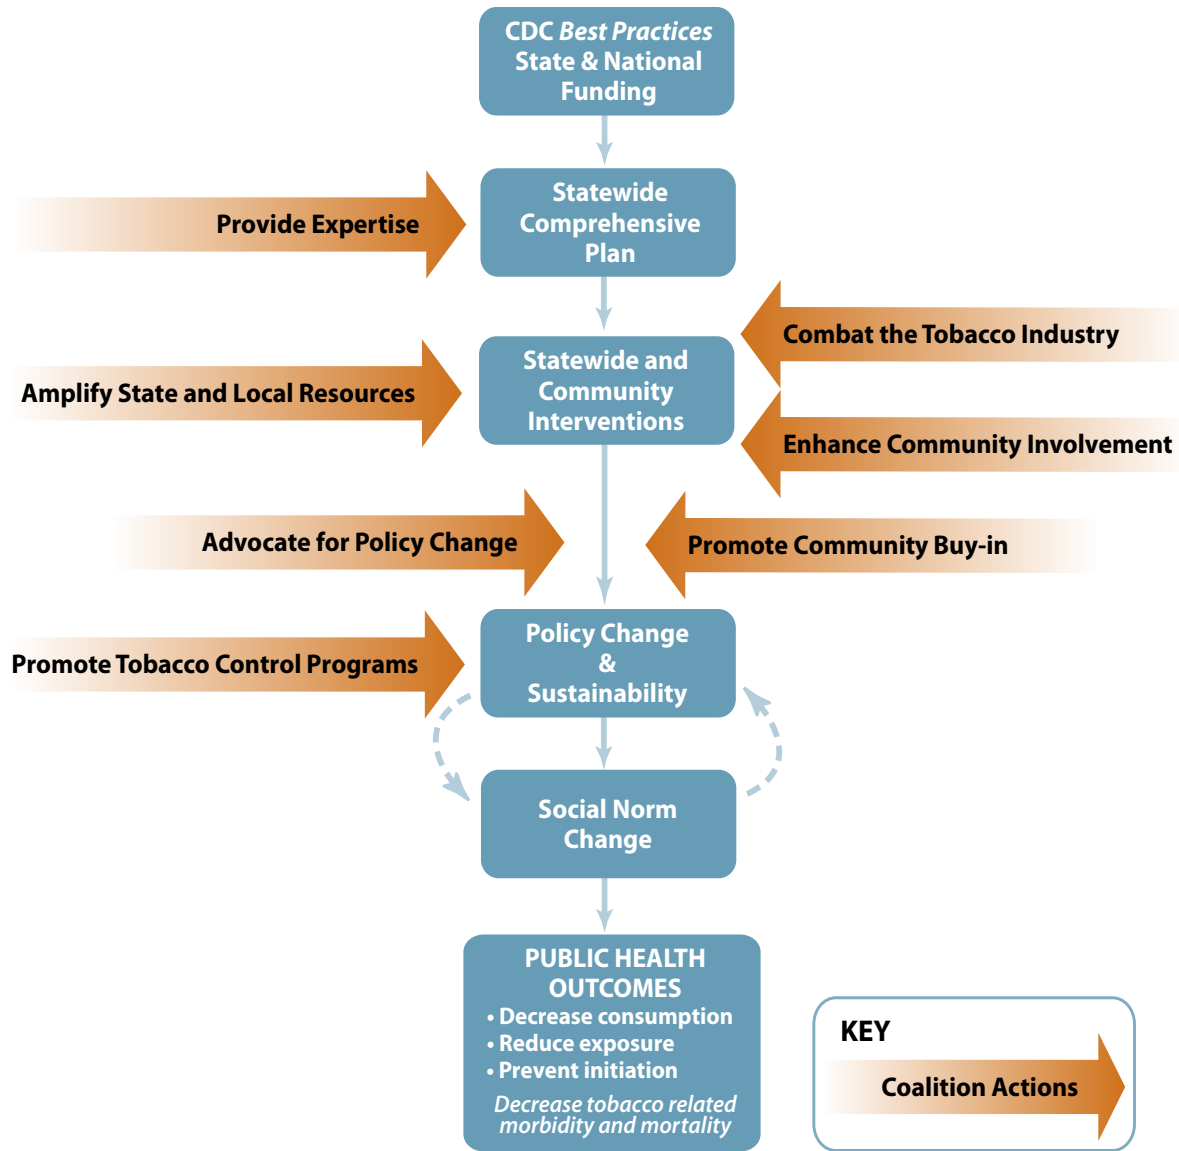 CDC Best Practices
State & National
Funding
Provide Expertise
Statewide
Comprehensive
Plan
Combat the Tobacco Industry
Amplify State and Local Resources
Statewide and
Community
Interventions
Enhance Community Involvement
Advocate for Policy Change
Promote Community Buy-in
Promote Tobacco Control Programs
Policy Change
&
Sustainability
Social Norm
Change
PUBLIC HEALTH
OUTCOMES
• Decrease consumption
• Reduce exposure
• Prevent initiation
Decrease tobacco related
morbidity and mortality
KEY
Coalition Actions